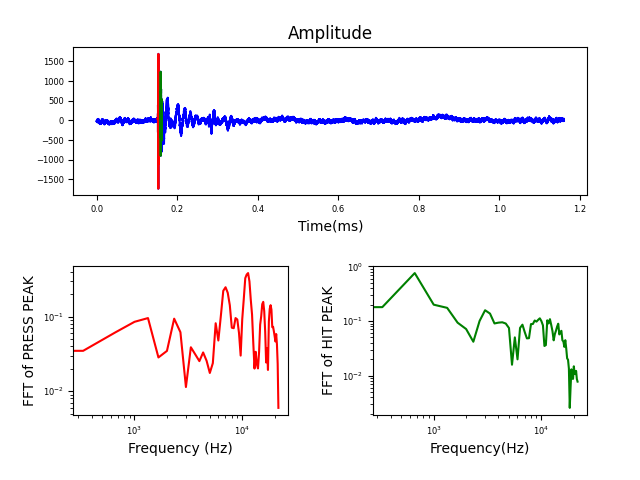 Amplitude
1500
1000
500
0
−500
−1000
−1500
0.0 0.2 0.4 0.6 0.8 1.0 1.2
Time(ms)
FFT of PRESS PEAK
10⁻¹
10⁻²
10³ 10⁴
Frequency (Hz)
FFT of HIT PEAK
10⁰
10⁻¹
10⁻²
10³ 10⁴
Frequency(Hz)